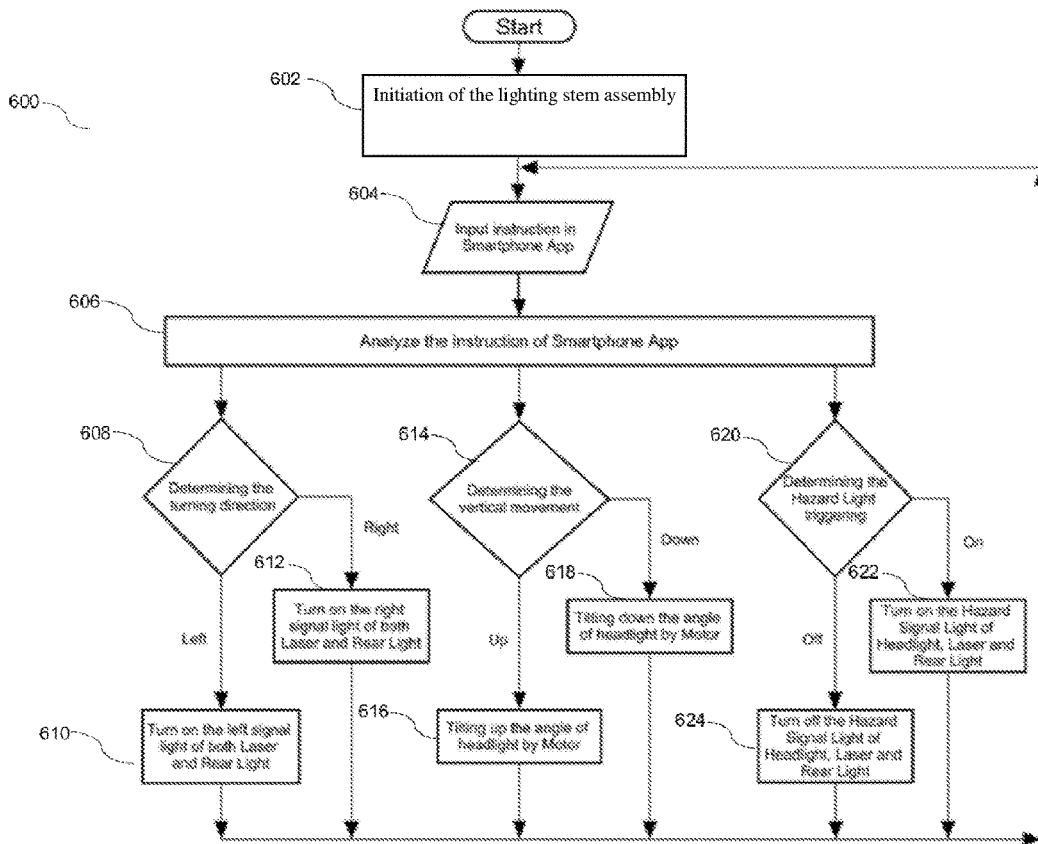 Start
602
Initiation of the lighting stem assembly
600
604
Input instruction in
Smartphone App
606
Analyze the Instruction of Smartphone App
608
Determining the
turning direction
614
Determining the
vertical movement
620
Determining the
Hazard Light
triggering
Right
Down
On
612
Turn on the right
signal light of both
Laser and Rear Light
618
Tilting down the angle
of headlight by Motor
622
Turn on the Hazard
Signal Light of
Headlight, Laser and
Rear Light
Left
Up
Off
610
Turn on the left signal
light of both Laser
and Rear Light
616
Tilting up the angle of
headlight by Motor
624
Turn off the Hazard
Signal Light of
Headlight, Laser and
Rear Light